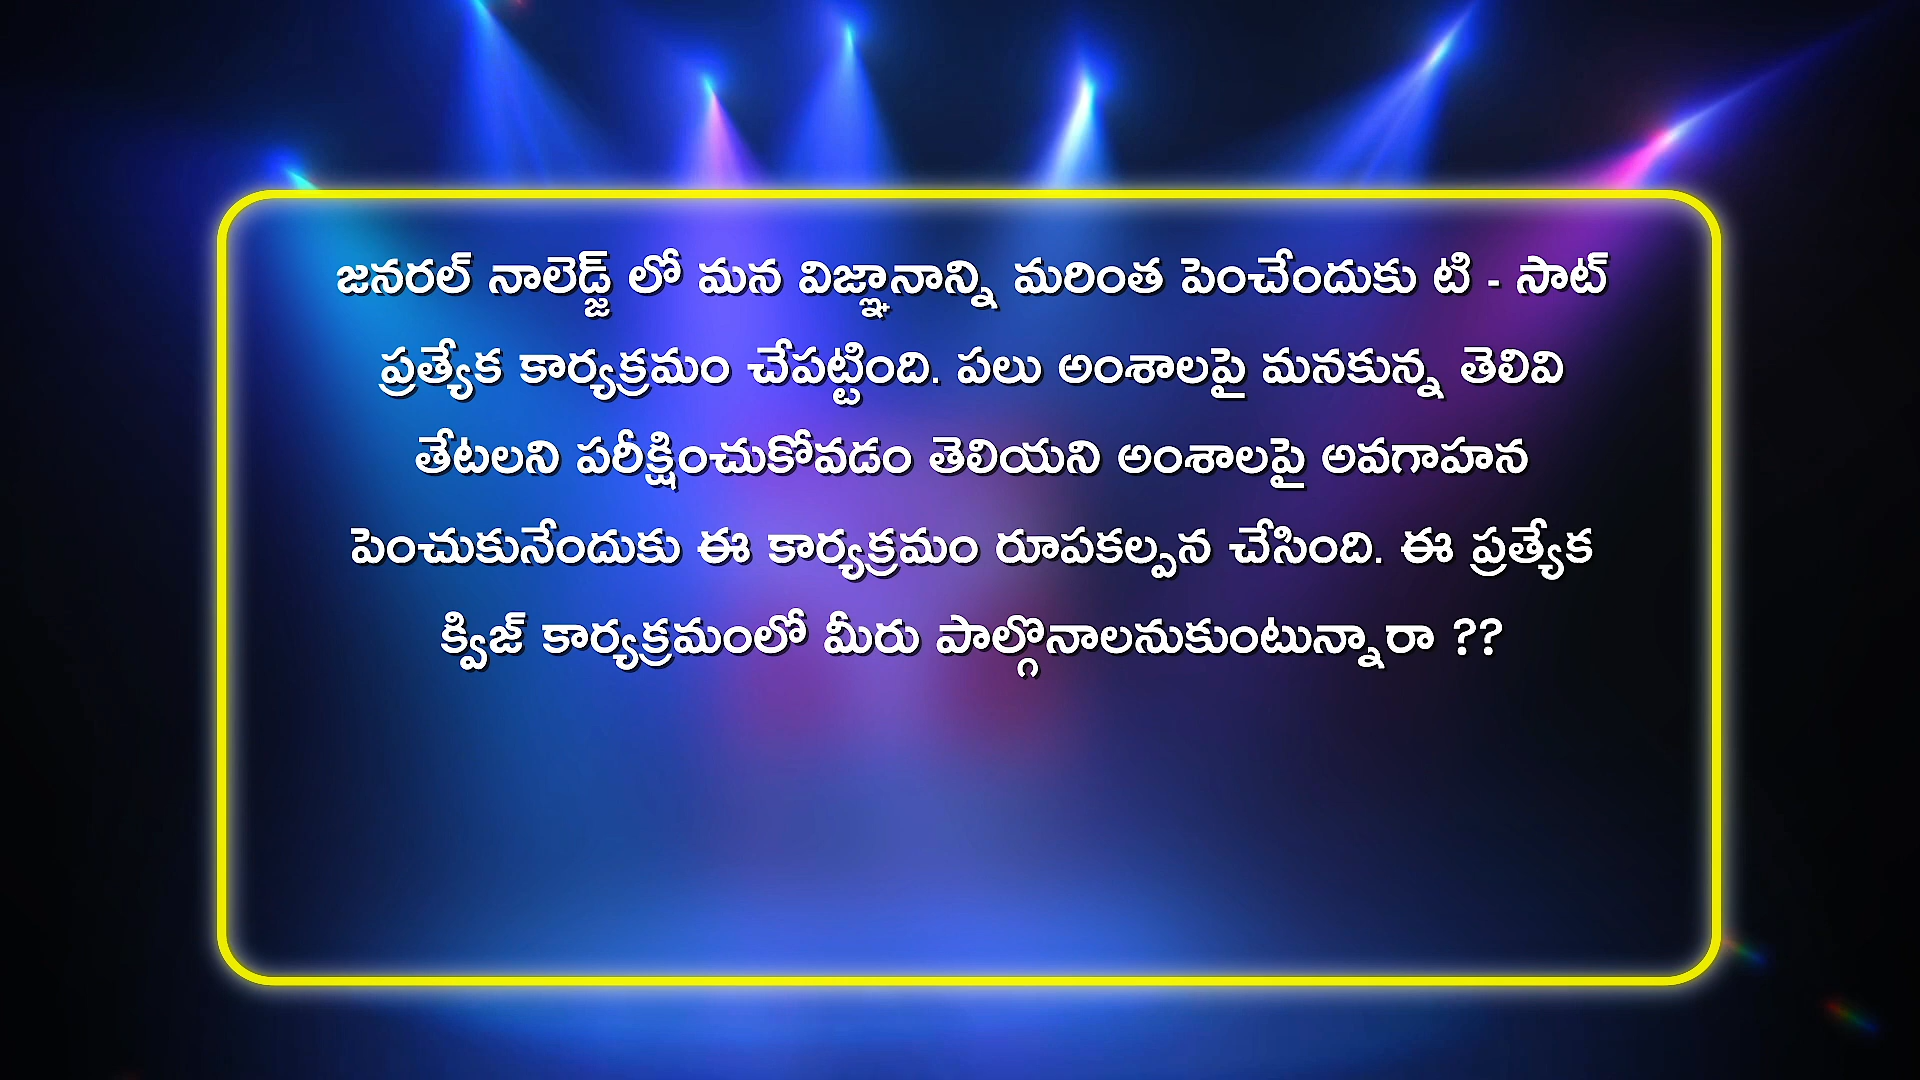 జనరల్ నాలెడ్జ్ లో మన విజ్ఞానాన్ని మరింత పెంచేందుకు టి - సాట్
ప్రత్యేక కార్యక్రమం చేపట్టింది. పలు అంశాలపై మనకున్న తెలివి
తేటలని పరీక్షించుకోవడం తెలియని అంశాలపై అవగాహన
పెంచుకునేందుకు ఈ కార్యక్రమం రూపకల్పన చేసింది. ఈ ప్రత్యేక
క్విజ్ కార్యక్రమంలో మీరు పాల్గొనాలనుకుంటున్నారా ??